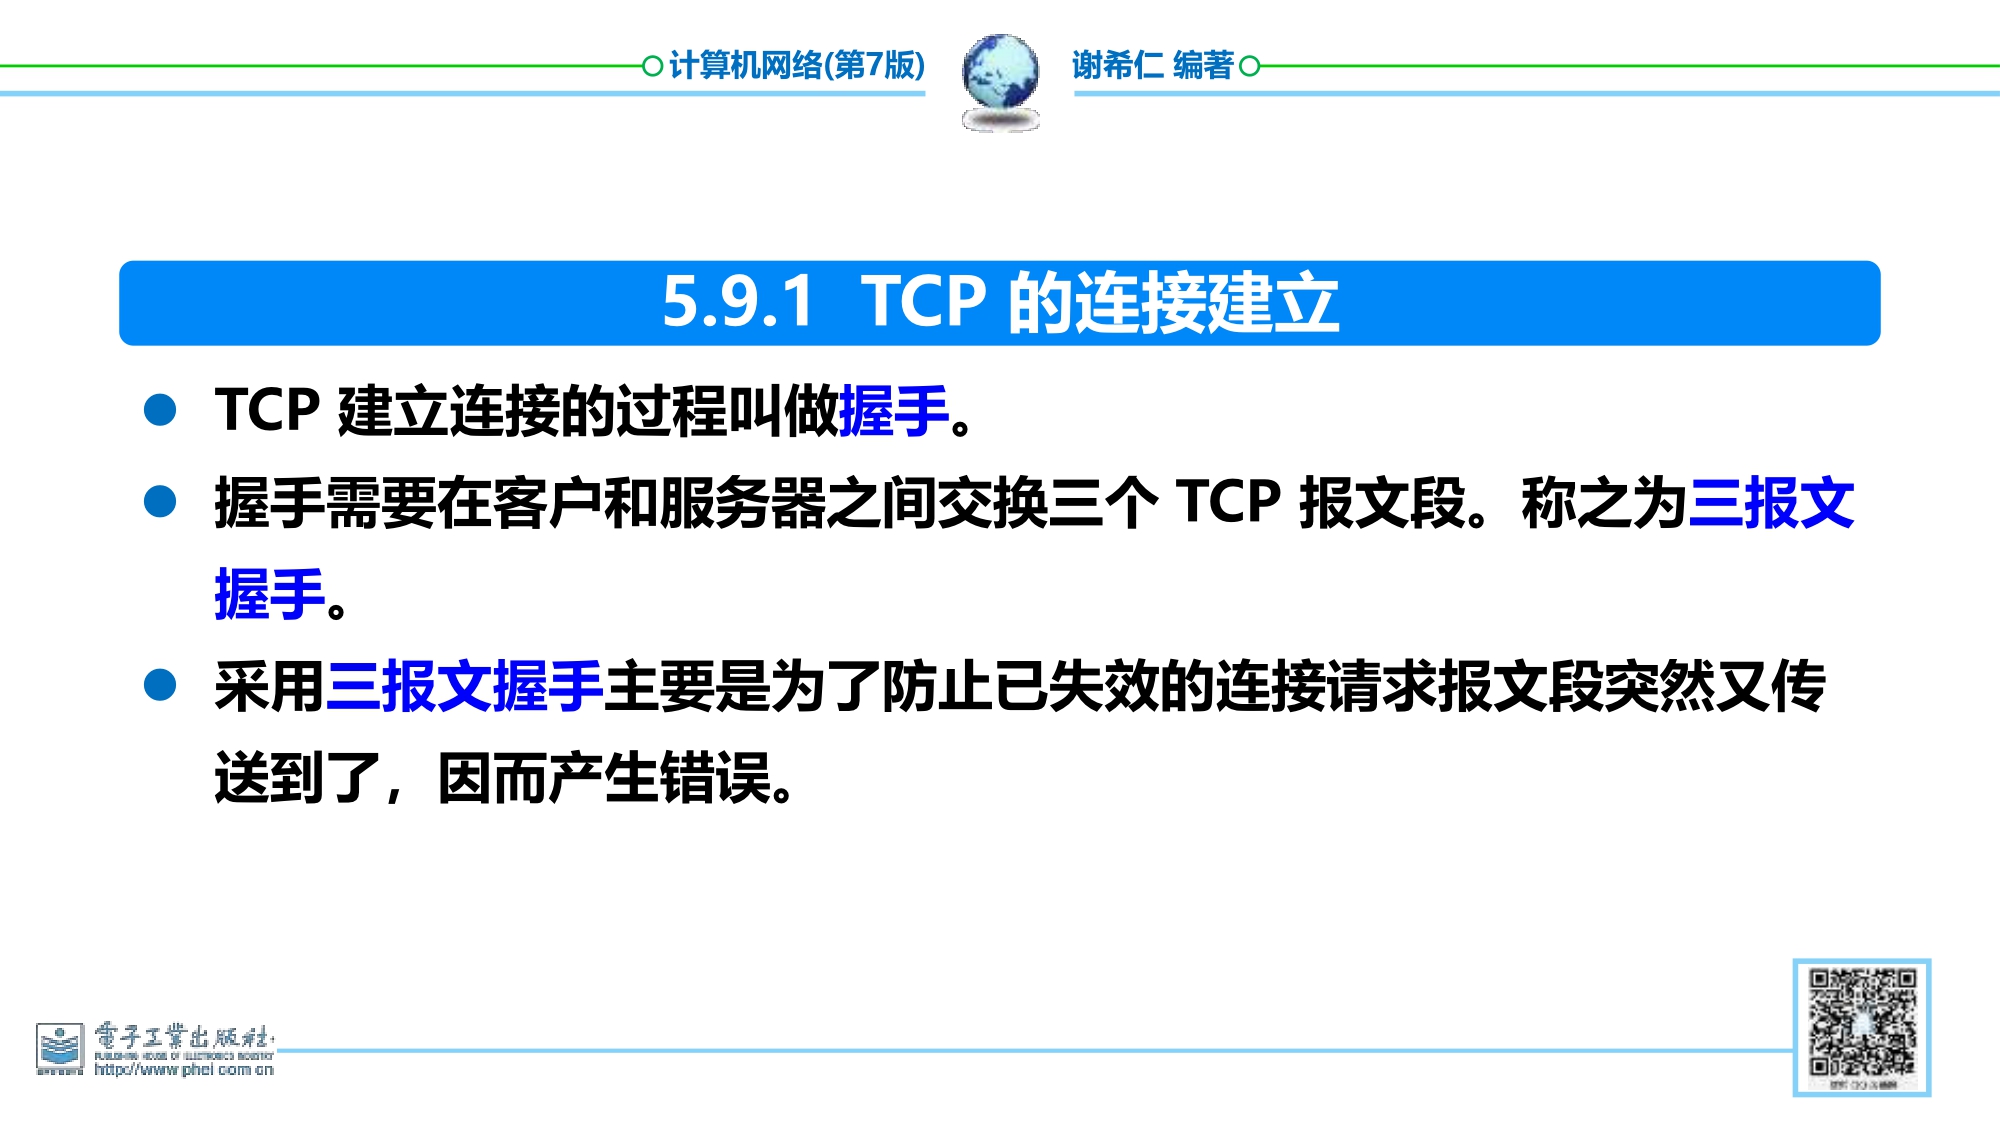 计算机网络(第7版)
谢希仁 编著
5.9.1 TCP 的连接建立
TCP 建立连接的过程叫做握手。
握手需要在客户和服务器之间交换三个 TCP 报文段。称之为三报文
握手。
采用三报文握手主要是为了防止已失效的连接请求报文段突然又传
送到了，因而产生错误。
電子工業出版社
PUBLISHING HOUSE OF ELECTRONICS INDUSTRY
http://www.phei.com.cn